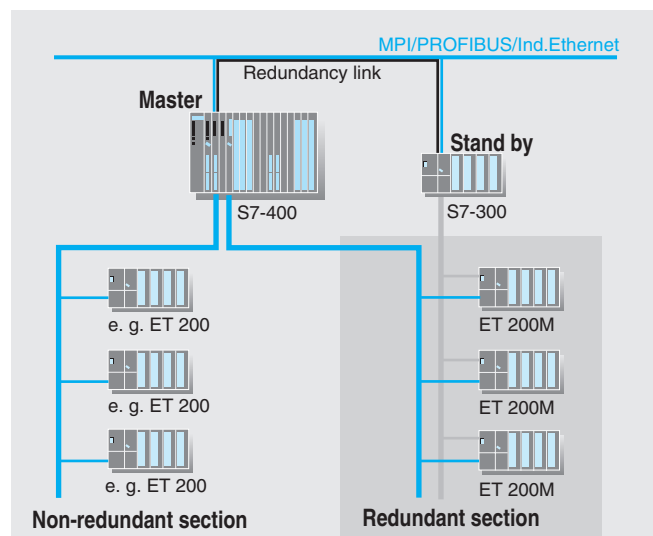 MPI/PROFIBUS/Ind.Ethernet
Redundancy link
Master
Stand by
S7-400
S7-300
e. g. ET 200
ET 200M
e. g. ET 200
ET 200M
e. g. ET 200
ET 200M
Non-redundant section
Redundant section